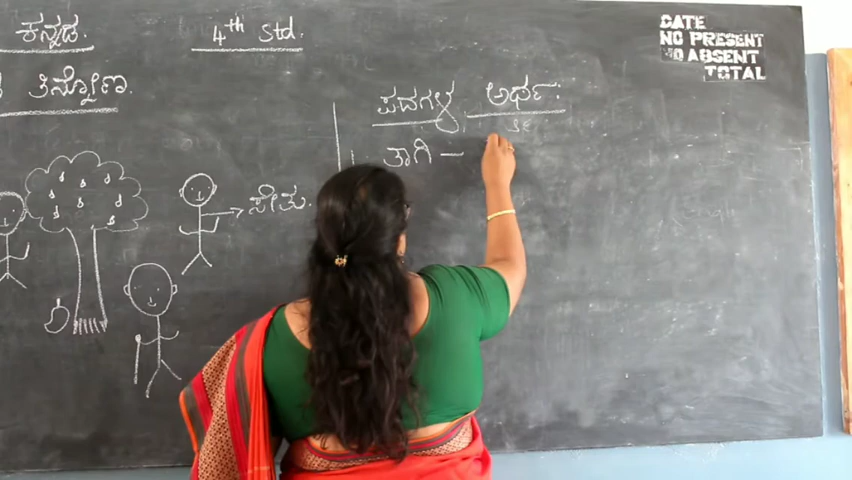 ಕನ್ನಡ.
4th Std.
DATE
NO PRESENT
NO ABSENT
TOTAL
ತಿನ್ನೋಣ.
ಪದಗಳ ಅರ್ಥ:
ತಾಗಿ –
ಸೇತು.